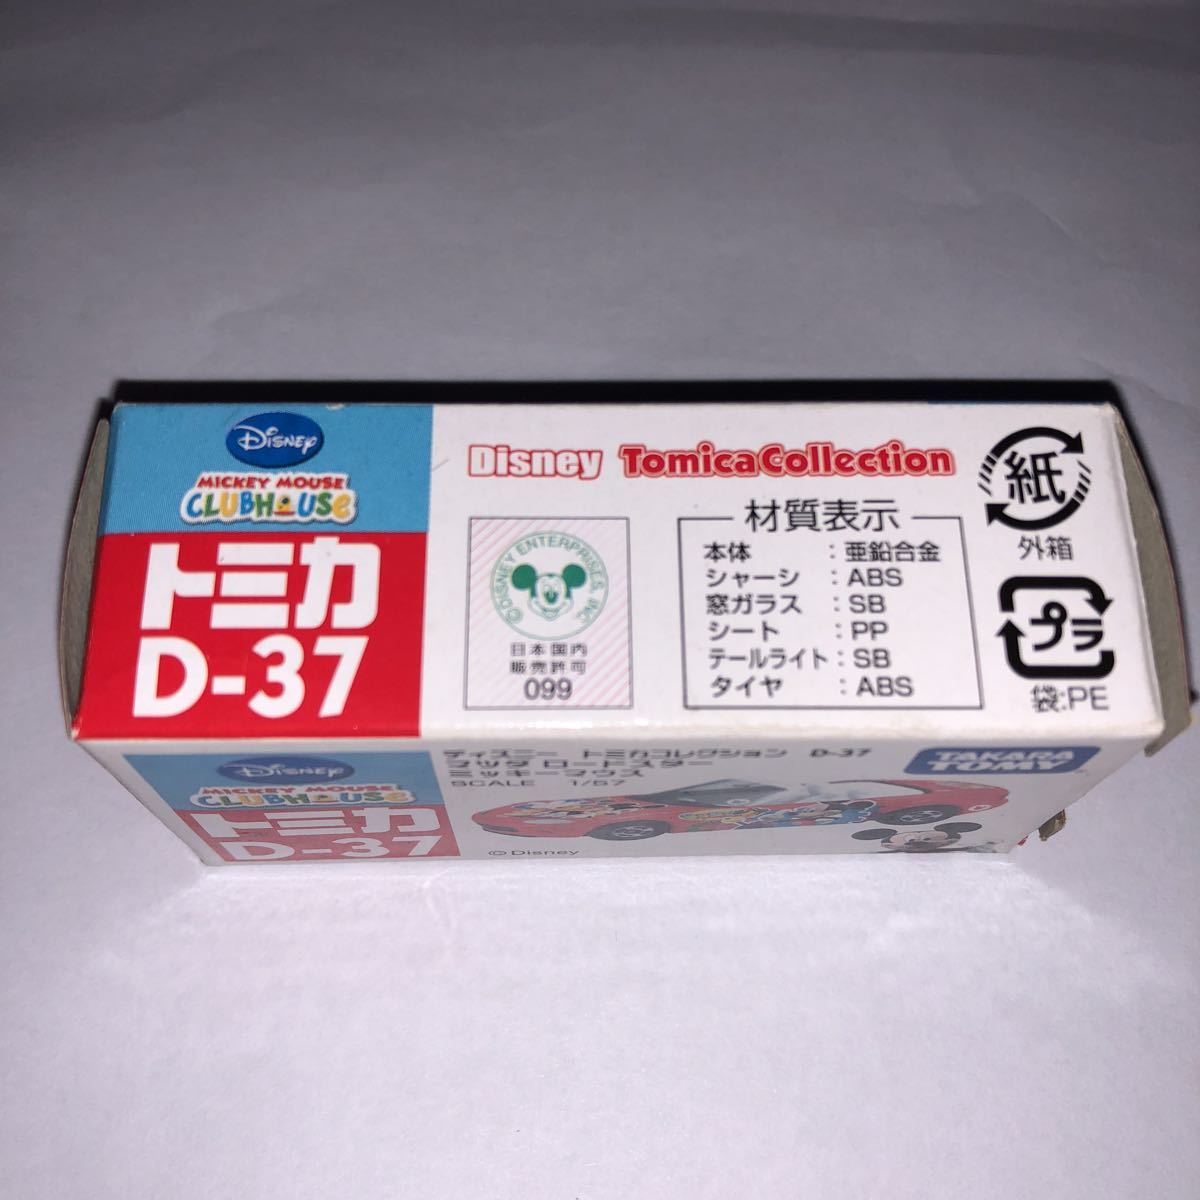 Disney
MICKEY MOUSE
CLUBHOUSE
トミカ
D-37
Disney TomicaCollection
©DISNEY ENTERPRISES, INC
日本国内
販売許可
099
材質表示
本体 : 亜鉛合金
シャーシ : ABS
窓ガラス : SB
シート : PP
テールライト : SB
タイヤ : ABS
紙
外箱
プラ
袋:PE
Disney
MICKEY MOUSE
CLUBHOUSE
トミカ
D-37
ディズニー トミカコレクション D-37
マツダ ロードスター
ミッキーマウス
SCALE 1/57
©Disney
TAKARA
TOMY